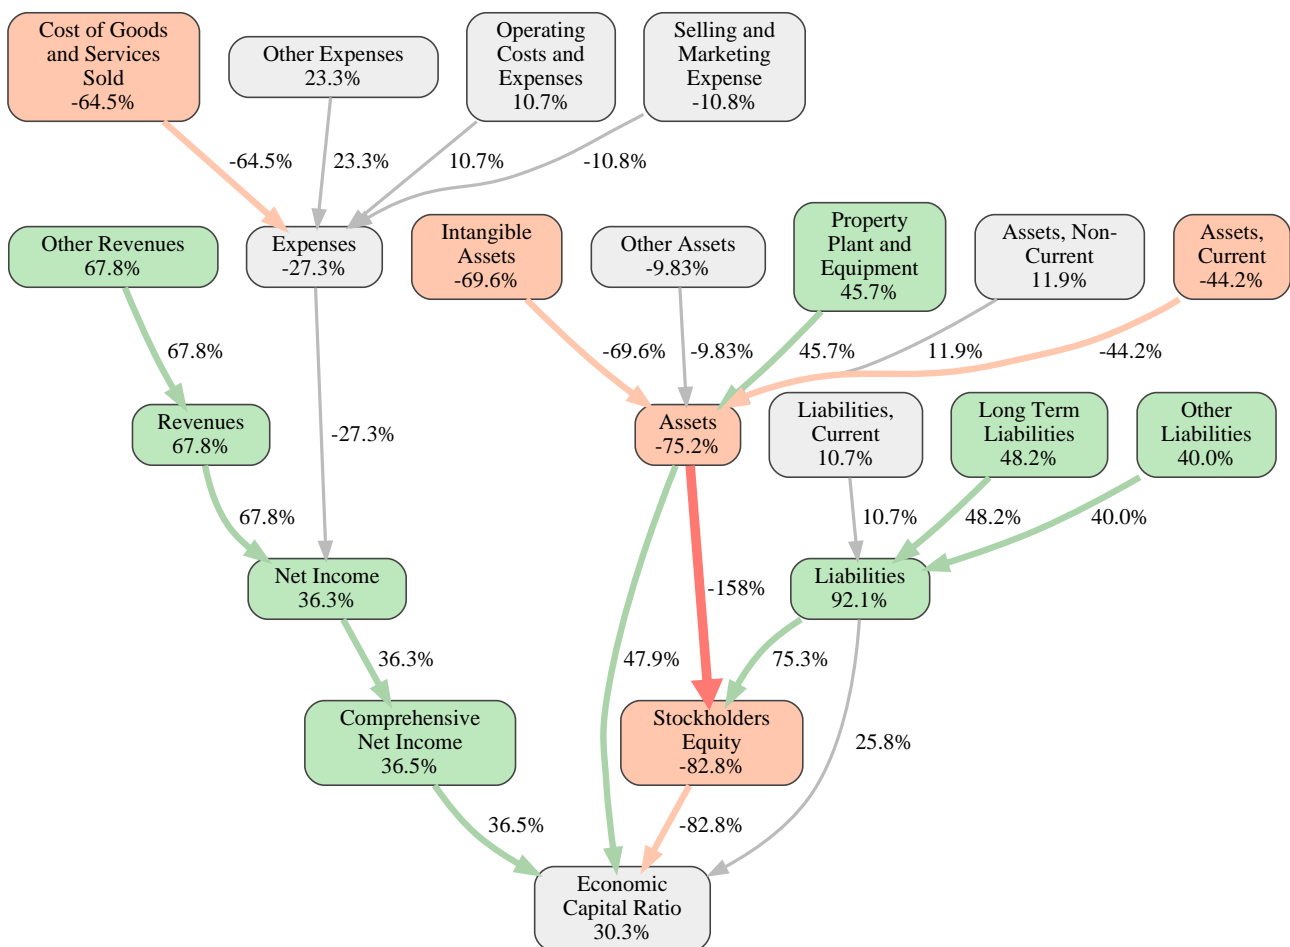 Cost of Goods
and Services
Sold
-64.5%
Other Expenses
23.3%
Operating
Costs and
Expenses
10.7%
Selling and
Marketing
Expense
-10.8%
-64.5%
23.3%
10.7%
-10.8%
Other Revenues
67.8%
Expenses
-27.3%
Intangible
Assets
-69.6%
Other Assets
-9.83%
Property
Plant and
Equipment
45.7%
Assets, Non-
Current
11.9%
Assets,
Current
-44.2%
67.8%
-69.6%
-9.83%
45.7%
11.9%
-44.2%
Revenues
67.8%
-27.3%
Assets
-75.2%
Liabilities,
Current
10.7%
Long Term
Liabilities
48.2%
Other
Liabilities
40.0%
67.8%
10.7%
48.2%
40.0%
Net Income
36.3%
-158%
Liabilities
92.1%
36.3%
47.9%
75.3%
Comprehensive
Net Income
36.5%
Stockholders
Equity
-82.8%
25.8%
36.5%
-82.8%
Economic
Capital Ratio
30.3%